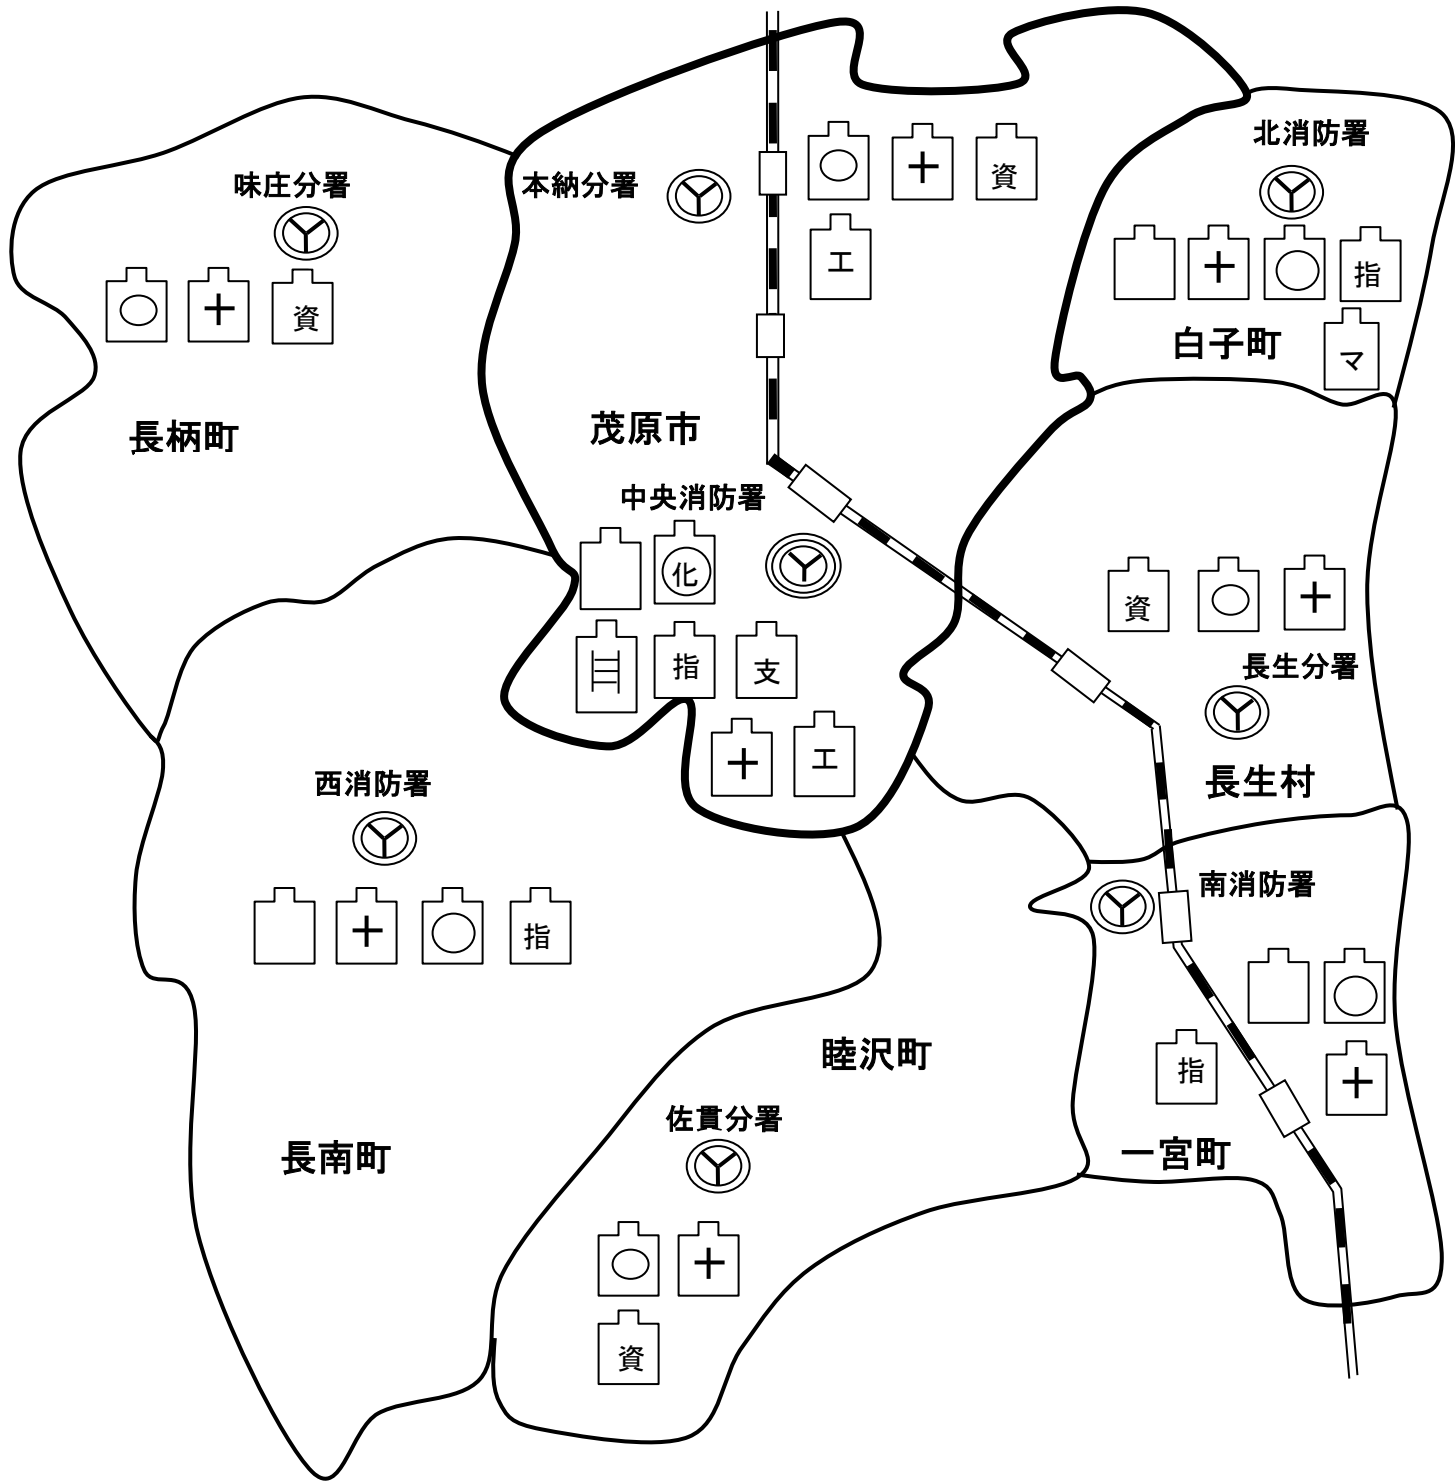 北消防署
味庄分署
本納分署
資
エ
指
資
白子町
マ
長柄町
茂原市
中央消防署
化
資
指
支
長生分署
エ
西消防署
長生村
南消防署
指
睦沢町
指
佐貫分署
長南町
一宮町
資